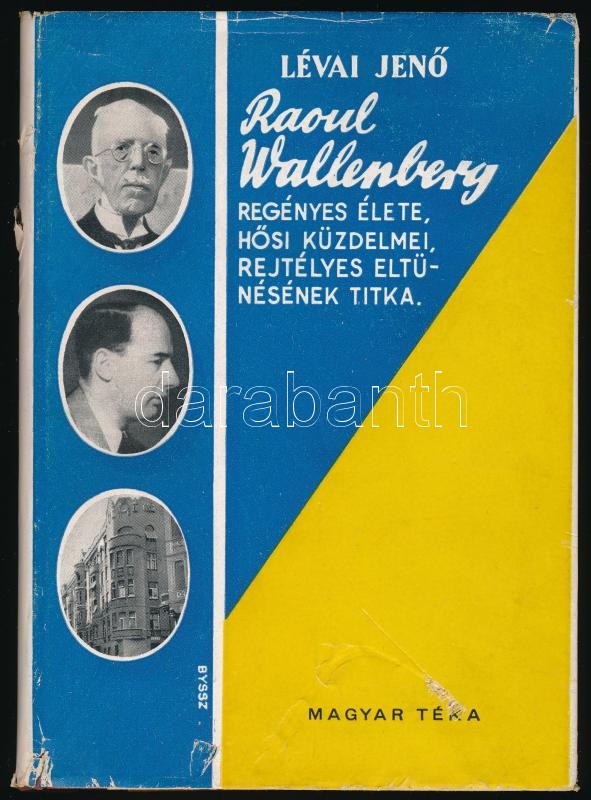 LÉVAI JENŐ
Raoul
Wallenberg
REGÉNYES ÉLETE,
HŐSI KÜZDELMEI,
REJTÉLYES ELTÜ-
NÉSÉNEK TITKA.
darabanth
BYSSZ
MAGYAR TÉKA